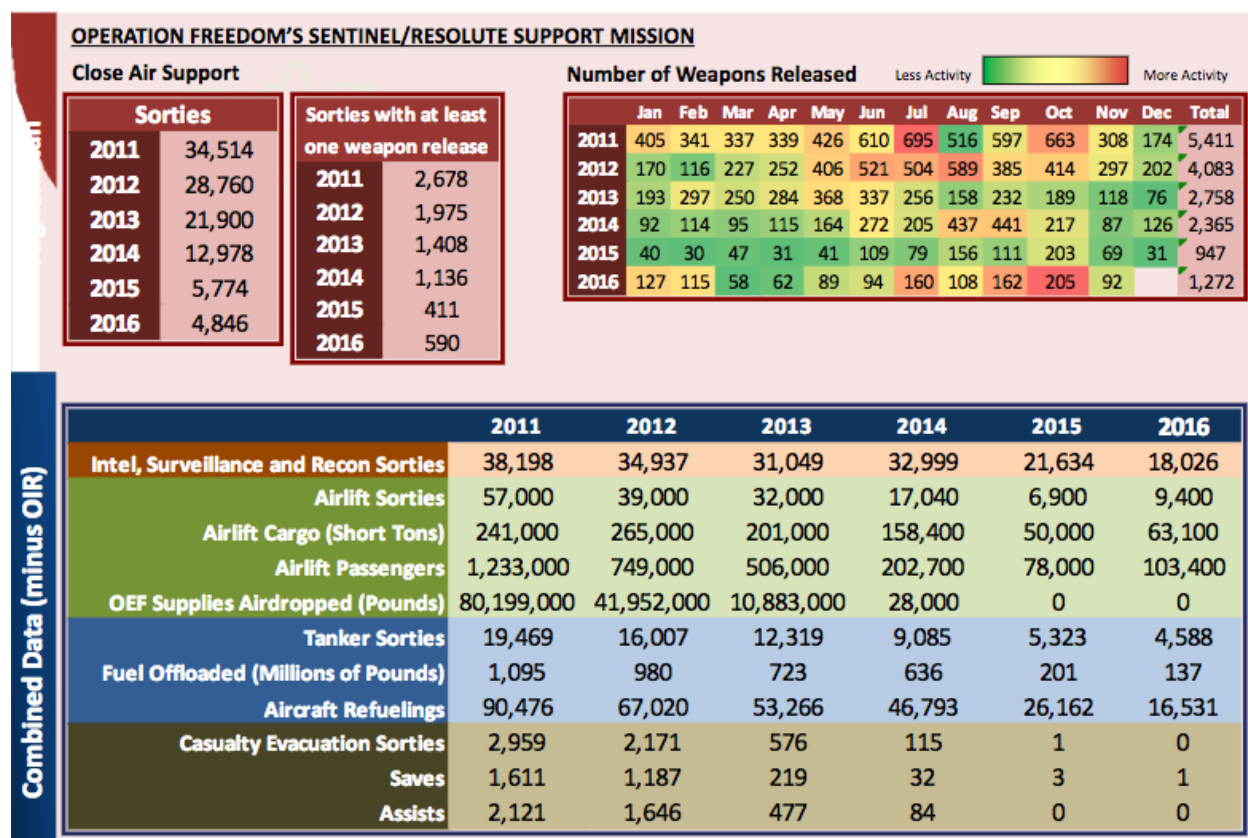 OPERATION FREEDOM'S SENTINEL/RESOLUTE SUPPORT MISSION
Close Air Support
Sorties
2011 34,514
2012 28,760
2013 21,900
2014 12,978
2015 5,774
2016 4,846
Sorties with at least
one weapon release
2011 2,678
2012 1,975
2013 1,408
2014 1,136
2015 411
2016 590
Number of Weapons Released Less Activity More Activity
Jan Feb Mar Apr May Jun Jul Aug Sep Oct Nov Dec Total
2011 405 341 337 339 426 610 695 516 597 663 308 174 5,411
2012 170 116 227 252 406 521 504 589 385 414 297 202 4,083
2013 193 297 250 284 368 337 256 158 232 189 118 76 2,758
2014 92 114 95 115 164 272 205 437 441 217 87 126 2,365
2015 40 30 47 31 41 109 79 156 111 203 69 31 947
2016 127 115 58 62 89 94 160 108 162 205 92 1,272
Combined Data (minus OIR)
2011 2012 2013 2014 2015 2016
Intel, Surveillance and Recon Sorties 38,198 34,937 31,049 32,999 21,634 18,026
Airlift Sorties 57,000 39,000 32,000 17,040 6,900 9,400
Airlift Cargo (Short Tons) 241,000 265,000 201,000 158,400 50,000 63,100
Airlift Passengers 1,233,000 749,000 506,000 202,700 78,000 103,400
OEF Supplies Airdropped (Pounds) 80,199,000 41,952,000 10,883,000 28,000 0 0
Tanker Sorties 19,469 16,007 12,319 9,085 5,323 4,588
Fuel Offloaded (Millions of Pounds) 1,095 980 723 636 201 137
Aircraft Refuelings 90,476 67,020 53,266 46,793 26,162 16,531
Casualty Evacuation Sorties 2,959 2,171 576 115 1 0
Saves 1,611 1,187 219 32 3 1
Assists 2,121 1,646 477 84 0 0